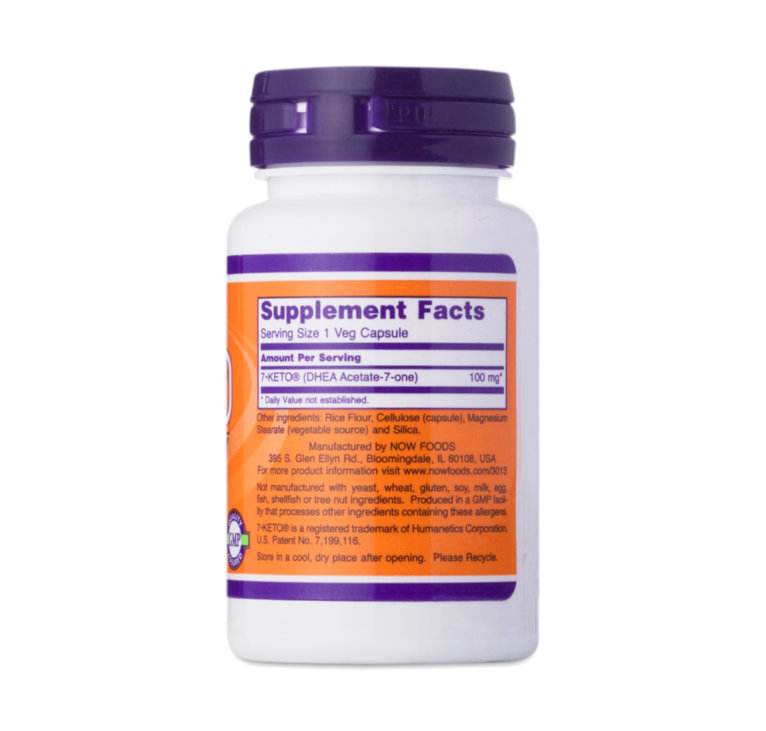 Supplement Facts
Serving Size 1 Veg Capsule
Amount Per Serving
7•KETO® (DHEA Acetate-7-one) 100 mg*
* Daily Value not established.
Other ingredients: Rice Flour, Cellulose (capsule), Magnesium
Stearate (vegetable source) and Silica.
Manufactured by NOW FOODS
395 S. Glen Ellyn Rd., Bloomingdale, IL 60108, USA
For more product information visit www.nowfoods.com/3013
Not manufactured with yeast, wheat, gluten, soy, milk, egg,
fish, shellfish or tree nut ingredients. Produced in a GMP facil-
ity that processes other ingredients containing these allergens.
7•KETO® is a registered trademark of Humanetics Corporation.
U.S. Patent No. 7,199,116.
GMP
Store in a cool, dry place after opening. Please Recycle.